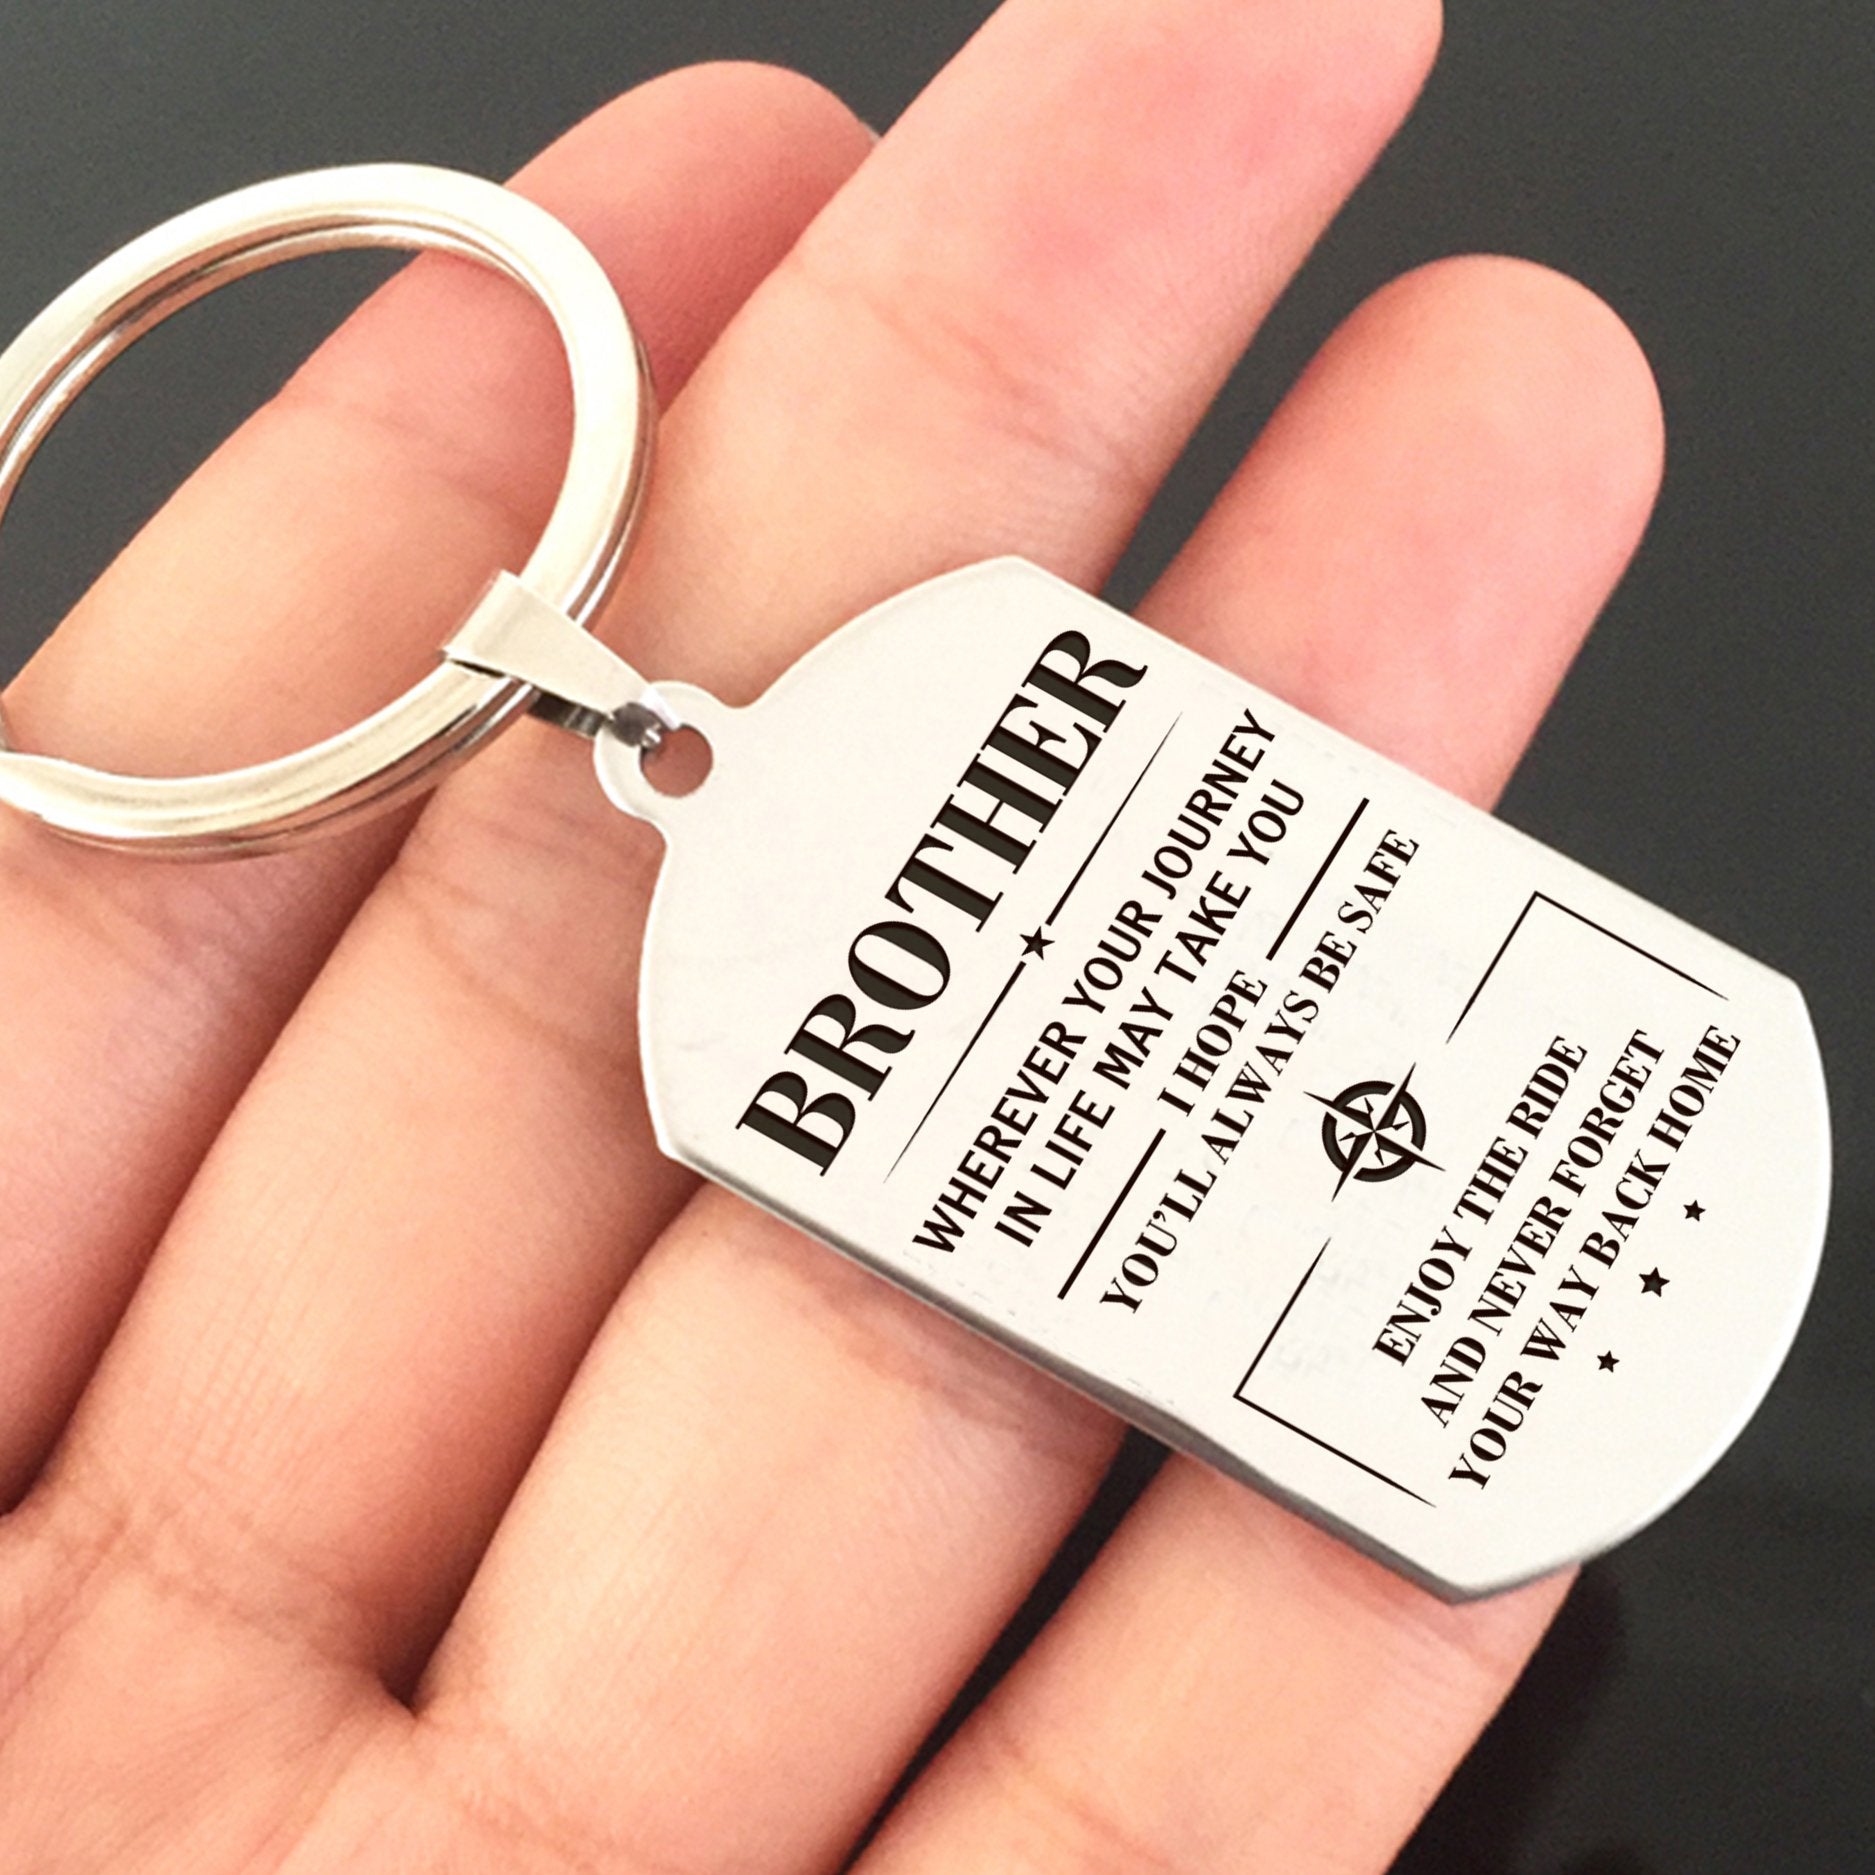 BROTHER
WHEREVER YOUR JOURNEY
IN LIFE MAY TAKE YOU
I HOPE
YOU'LL ALWAYS BE SAFE
ENJOY THE RIDE
AND NEVER FORGET
YOUR WAY BACK HOME